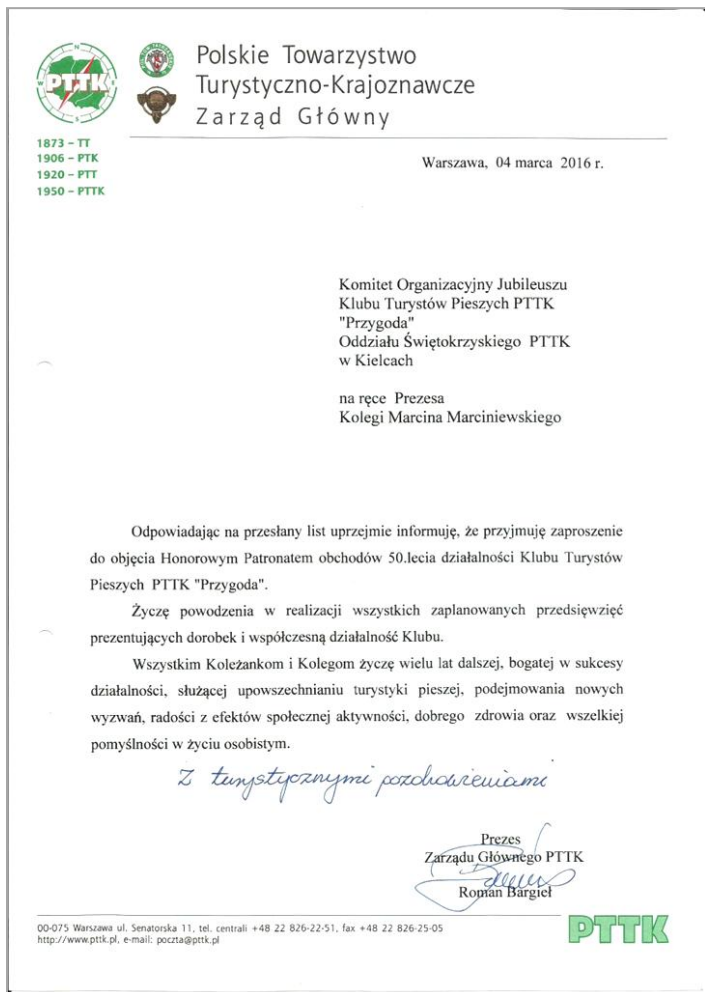 PTTK
Polskie Towarzystwo
Turystyczno-Krajoznawcze
Zarząd Główny
1873 – TT
1906 – PTK
1920 – PTT
1950 – PTTK
Warszawa, 04 marca 2016 r.
Komitet Organizacyjny Jubileuszu
Klubu Turystów Pieszych PTTK
"Przygoda"
Oddziału Świętokrzyskiego PTTK
w Kielcach
na ręce Prezesa
Kolegi Marcina Marciniewskiego
Odpowiadając na przesłany list uprzejmie informuję, że przyjmuję zaproszenie
do objęcia Honorowym Patronatem obchodów 50.lecia działalności Klubu Turystów
Pieszych PTTK "Przygoda".
Życzę powodzenia w realizacji wszystkich zaplanowanych przedsięwzięć
prezentujących dorobek i współczesną działalność Klubu.
Wszystkim Koleżankom i Kolegom życzę wielu lat dalszej, bogatej w sukcesy
działalności, służącej upowszechnianiu turystyki pieszej, podejmowania nowych
wyzwań, radości z efektów społecznej aktywności, dobrego zdrowia oraz wszelkiej
pomyślności w życiu osobistym.
Z turystycznymi pozdrowieniami
Prezes
Zarządu Głównego PTTK
Roman Bargieł
00-075 Warszawa ul. Senatorska 11, tel. centrali +48 22 826-22-51, fax +48 22 826-25-05
http://www.pttk.pl, e-mail: poczta@pttk.pl
PTTK